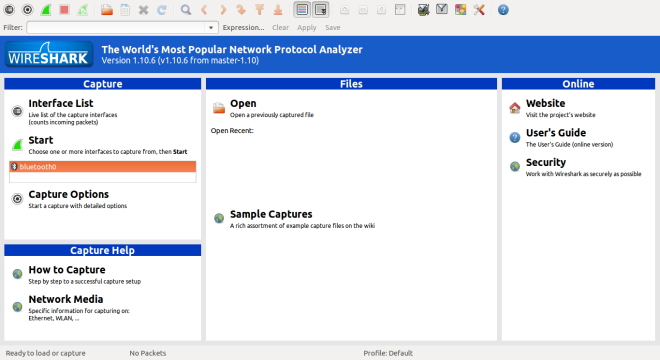 Filter:
Expression... Clear Apply Save
WIRESHARK
The World's Most Popular Network Protocol Analyzer
Version 1.10.6 (v1.10.6 from master-1.10)
Capture
Interface List
Live list of the capture interfaces
(counts incoming packets)
Start
Choose one or more interfaces to capture from, then Start
bluetooth0
Capture Options
Start a capture with detailed options
Capture Help
How to Capture
Step by step to a successful capture setup
Network Media
Specific information for capturing on:
Ethernet, WLAN, ...
Files
Open
Open a previously captured file
Open Recent:
Sample Captures
A rich assortment of example capture files on the wiki
Online
Website
Visit the project's website
User's Guide
The User's Guide (online version)
Security
Work with Wireshark as securely as possible
Ready to load or capture
No Packets
Profile: Default